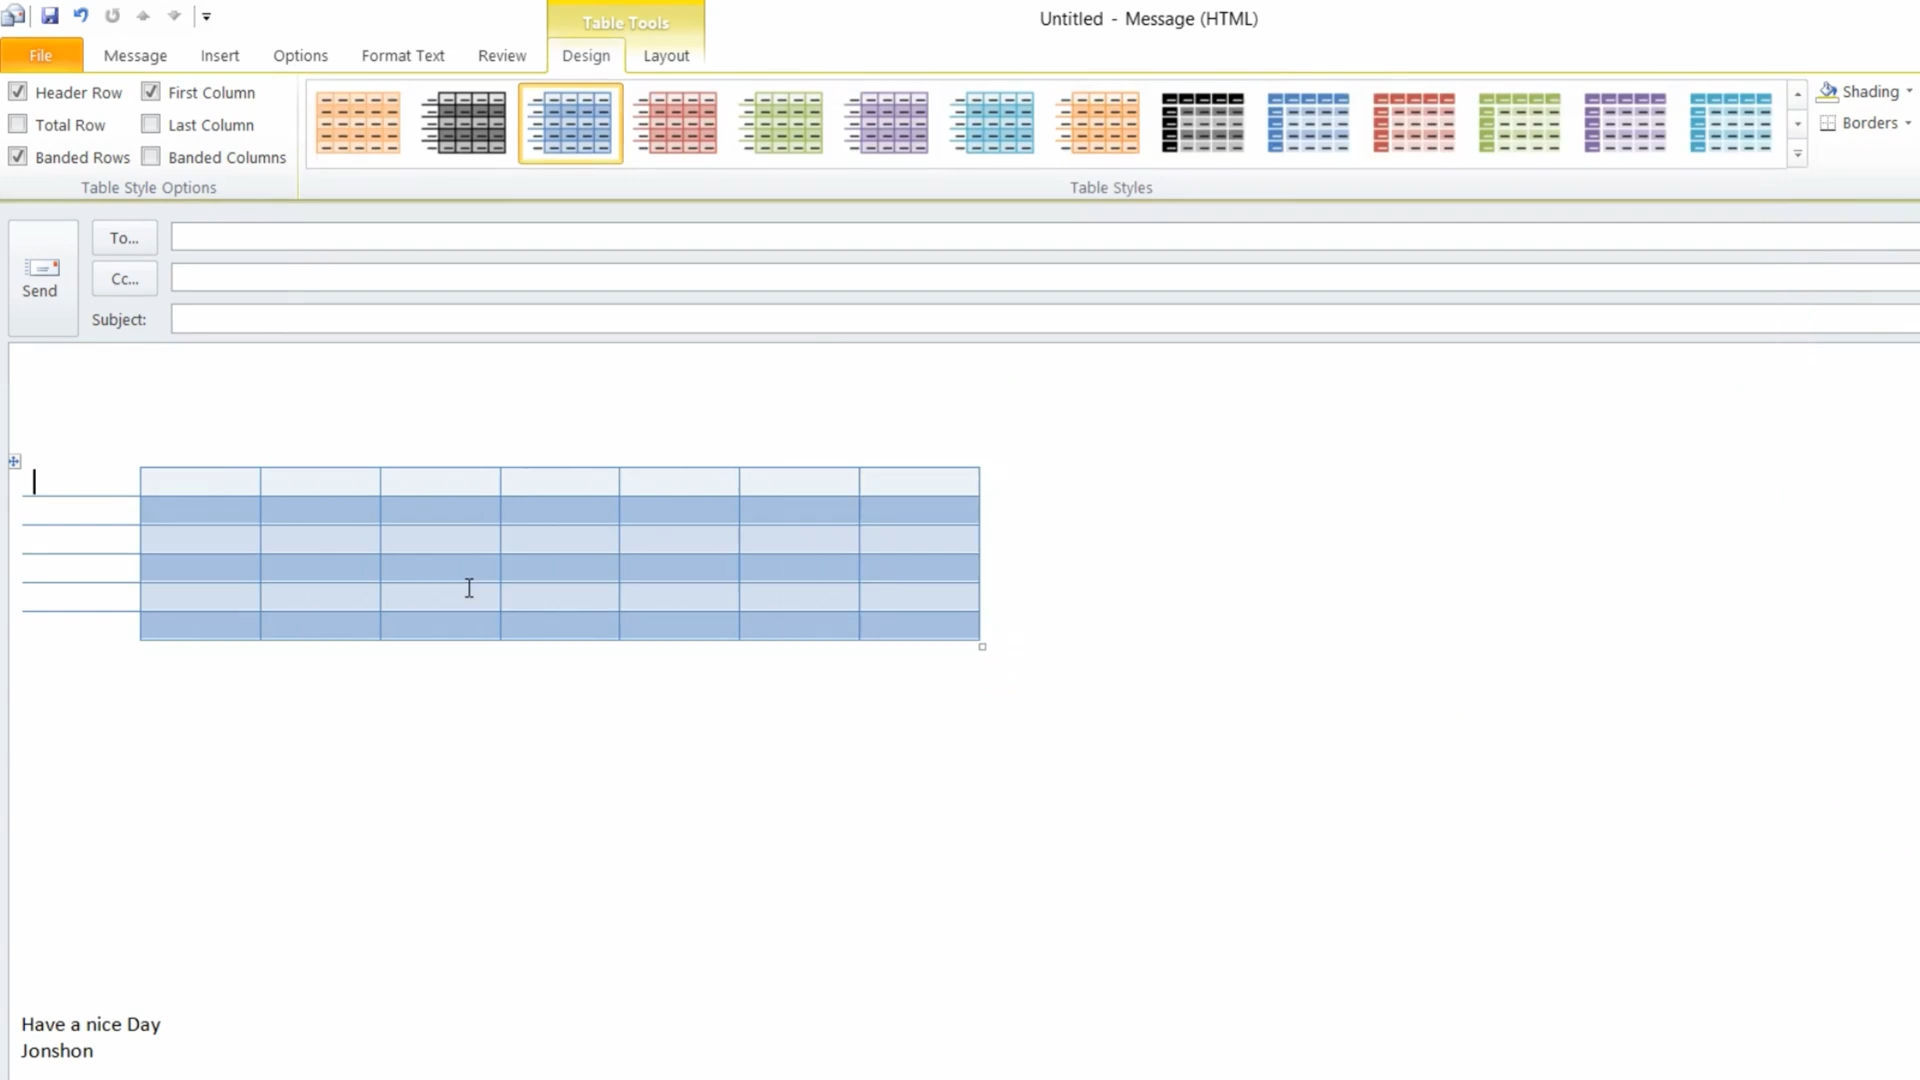 Table Tools
Untitled - Message (HTML)
File Message Insert Options Format Text Review Design Layout
Header Row First Column
Total Row Last Column
Banded Rows Banded Columns
Table Style Options
Table Styles
Shading
Borders
Send
To...
Cc...
Subject:
Have a nice Day
Jonshon